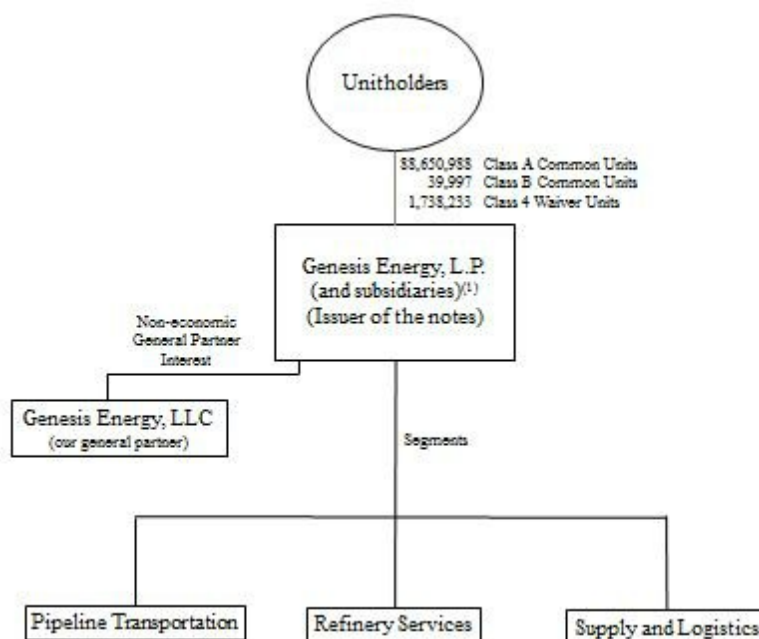 Unitholders
88,650,988 Class A Common Units
39,997 Class B Common Units
1,738,233 Class 4 Waiver Units
Genesis Energy, L.P.
(and subsidiaries)(1)
(Issuer of the notes)
Non-economic
General Partner
Interest
Genesis Energy, LLC
(our general partner)
Segments
Pipeline Transportation
Refinery Services
Supply and Logistics